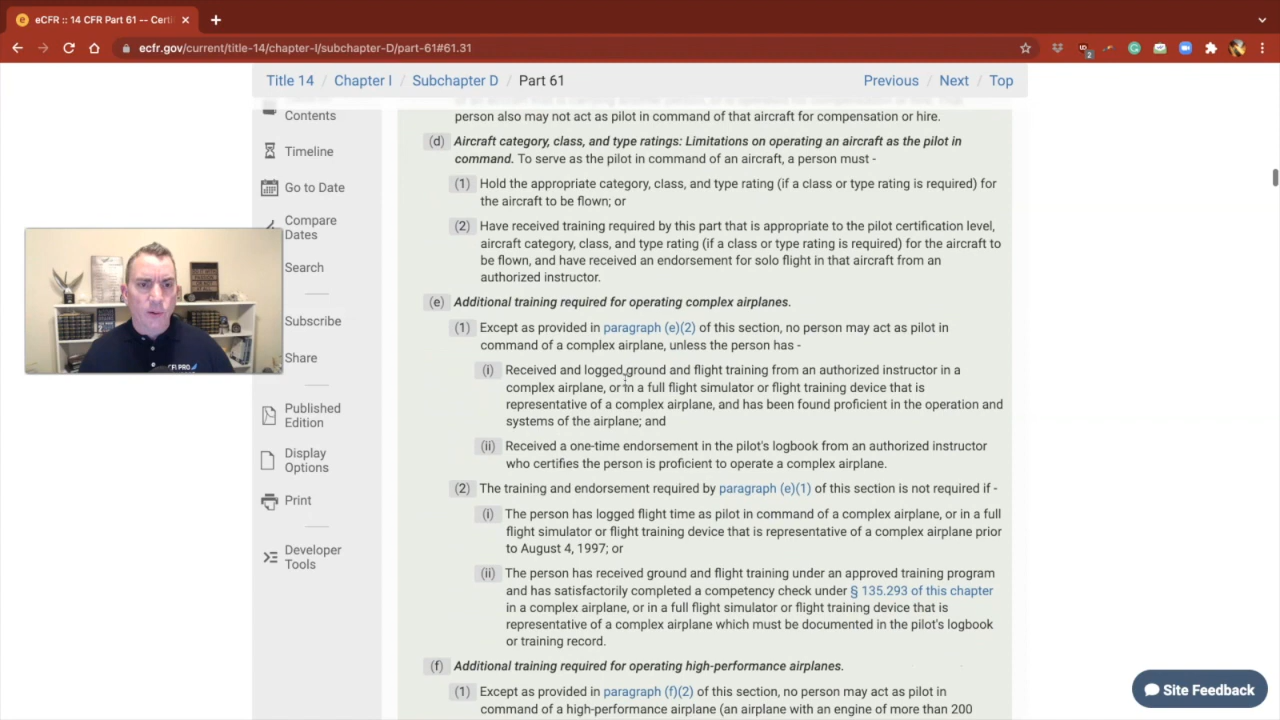 eCFR :: 14 CFR Part 61 -- Certi
ecfr.gov/current/title-14/chapter-I/subchapter-D/part-61#61.31
Title 14 / Chapter I / Subchapter D / Part 61
Previous / Next / Top
Contents
Timeline
Go to Date
Compare
Dates
Search
Subscribe
Share
Published
Edition
Display
Options
Print
Developer
Tools
person also may not act as pilot in command of that aircraft for compensation or hire.
(d) Aircraft category, class, and type ratings: Limitations on operating an aircraft as the pilot in
command. To serve as the pilot in command of an aircraft, a person must -
(1) Hold the appropriate category, class, and type rating (if a class or type rating is required) for
the aircraft to be flown; or
(2) Have received training required by this part that is appropriate to the pilot certification level,
aircraft category, class, and type rating (if a class or type rating is required) for the aircraft to
be flown, and have received an endorsement for solo flight in that aircraft from an
authorized instructor.
(e) Additional training required for operating complex airplanes.
(1) Except as provided in paragraph (e)(2) of this section, no person may act as pilot in
command of a complex airplane, unless the person has -
(i) Received and logged ground and flight training from an authorized instructor in a
complex airplane, or in a full flight simulator or flight training device that is
representative of a complex airplane, and has been found proficient in the operation and
systems of the airplane; and
(ii) Received a one-time endorsement in the pilot's logbook from an authorized instructor
who certifies the person is proficient to operate a complex airplane.
(2) The training and endorsement required by paragraph (e)(1) of this section is not required if -
(i) The person has logged flight time as pilot in command of a complex airplane, or in a full
flight simulator or flight training device that is representative of a complex airplane prior
to August 4, 1997; or
(ii) The person has received ground and flight training under an approved training program
and has satisfactorily completed a competency check under § 135.293 of this chapter
in a complex airplane, or in a full flight simulator or flight training device that is
representative of a complex airplane which must be documented in the pilot's logbook
or training record.
(f) Additional training required for operating high-performance airplanes.
(1) Except as provided in paragraph (f)(2) of this section, no person may act as pilot in
command of a high-performance airplane (an airplane with an engine of more than 200
Site Feedback